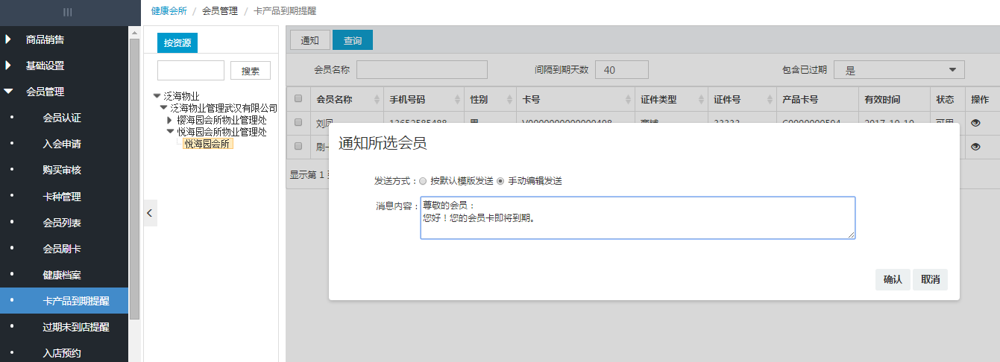 健康会所 / 会员管理 / 卡产品到期提醒
商品销售
基础设置
会员管理
会员认证
入会申请
购买审核
卡种管理
会员列表
会员刷卡
健康档案
卡产品到期提醒
过期未到店提醒
入店预约
按资源
搜索
泛海物业
泛海物业管理武汉有限公司
樱海园会所物业管理处
悦海园会所物业管理处
悦海园会所
通知 查询
会员名称 间隔到期天数 40 包含已过期 是
会员名称 手机号码 性别 卡号 证件类型 证件号 产品卡号 有效时间 状态 操作
刘凤 13652585488 男 V0000000000000408 商铺 33333 C0000000504 2017-10-10 可用
刷
显示第 1
通知所选会员
发送方式： 按默认模版发送 手动编辑发送
消息内容： 尊敬的会员：
您好！您的会员卡即将到期。
确认 取消